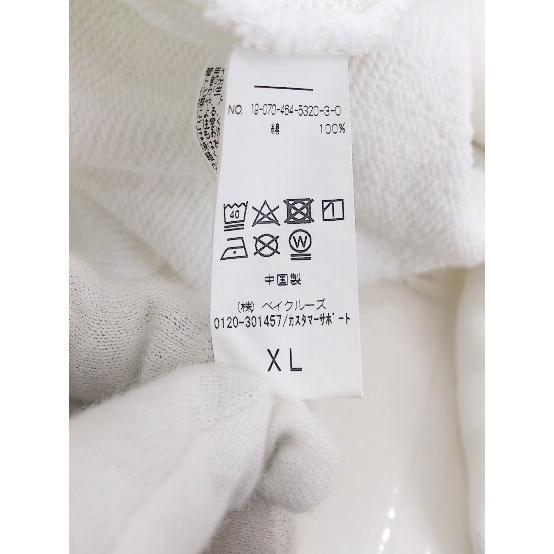 NO. 19-070-464-5320-3-0
綿 100%
40
W
中国製
(株) ベイクルーズ
0120-301457/カスタマーサポート
XL